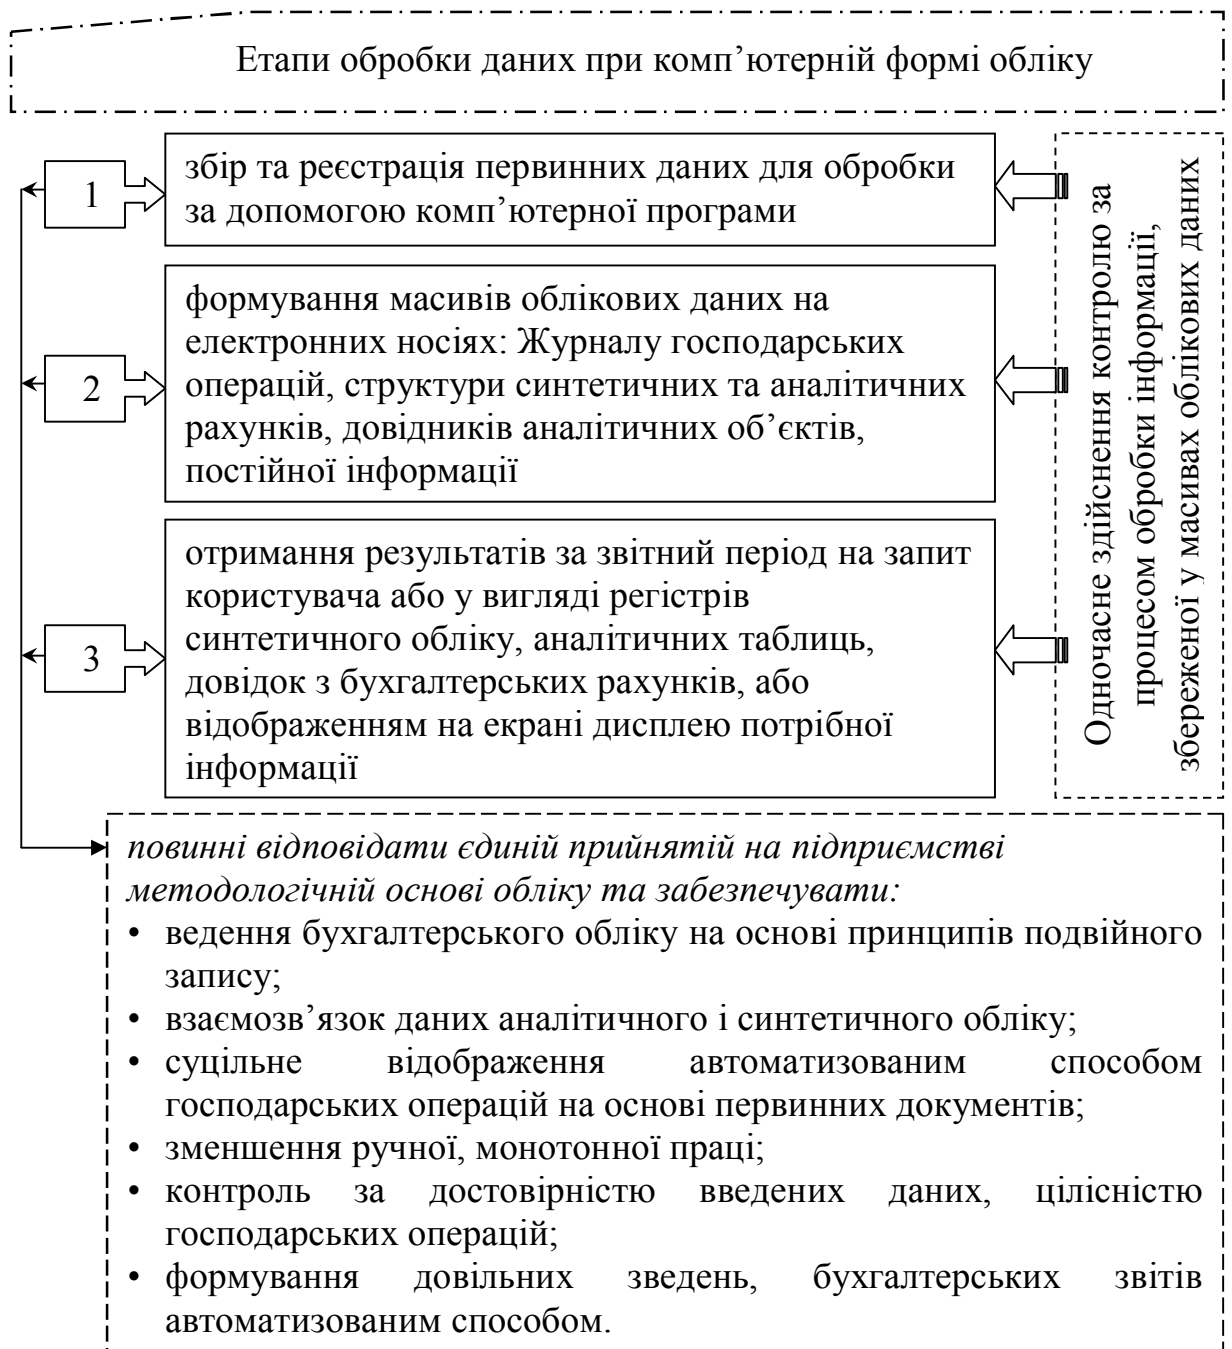 Етапи обробки даних при комп’ютерній формі обліку
1
збір та реєстрація первинних даних для обробки
за допомогою комп’ютерної програми
2
формування масивів облікових даних на
електронних носіях: Журналу господарських
операцій, структури синтетичних та аналітичних
рахунків, довідників аналітичних об’єктів,
постійної інформації
3
отримання результатів за звітний період на запит
користувача або у вигляді регістрів
синтетичного обліку, аналітичних таблиць,
довідок з бухгалтерських рахунків, або
відображенням на екрані дисплею потрібної
інформації
Одночасне здійснення контролю за
процесом обробки інформації,
збереженої у масивах облікових даних
повинні відповідати єдиній прийнятій на підприємстві
методологічній основі обліку та забезпечувати:
• ведення бухгалтерського обліку на основі принципів подвійного
запису;
• взаємозв’язок даних аналітичного і синтетичного обліку;
• суцільне відображення автоматизованим способом
господарських операцій на основі первинних документів;
• зменшення ручної, монотонної праці;
• контроль за достовірністю введених даних, цілісністю
господарських операцій;
• формування довільних зведень, бухгалтерських звітів
автоматизованим способом.